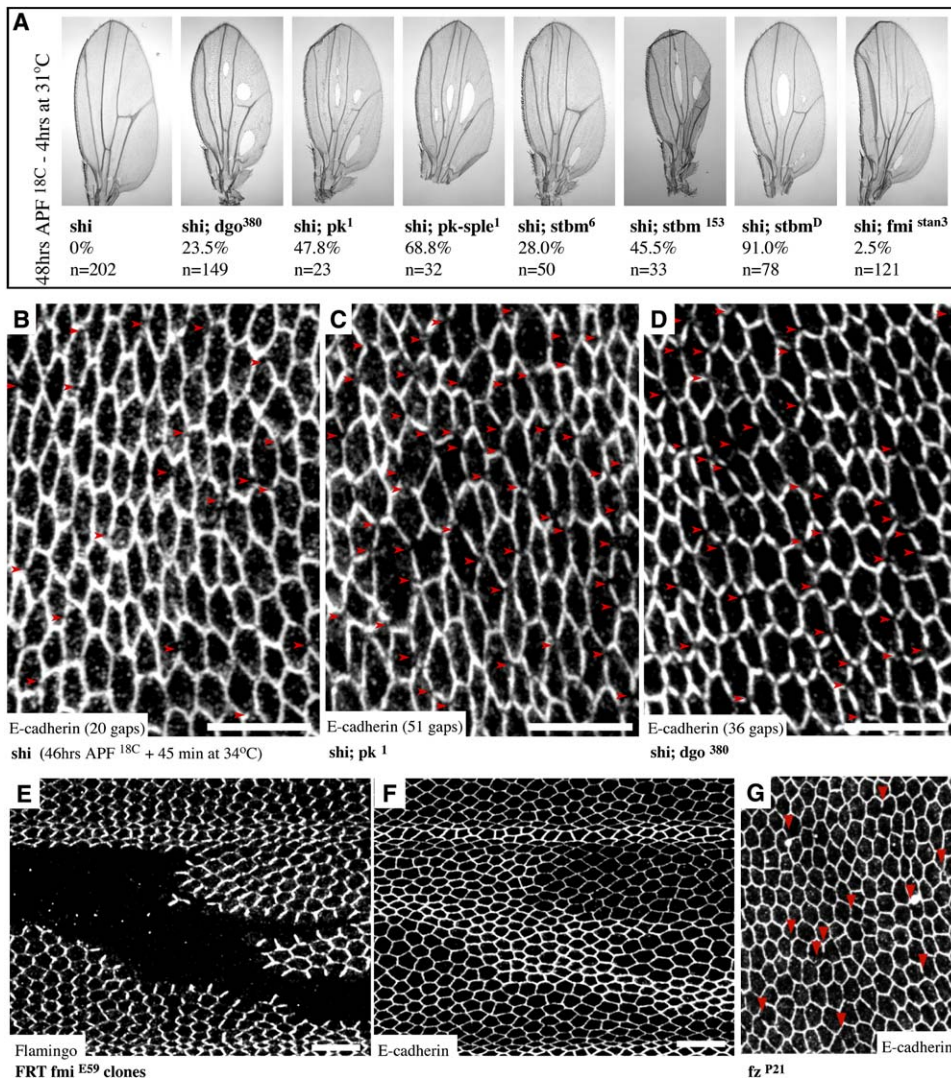 A
48hrs APF 18C - 4hrs at 31°C
shi
0%
n=202
shi; dgo380
23.5%
n=149
shi; pk1
47.8%
n=23
shi; pk-sple1
68.8%
n=32
shi; stbm6
28.0%
n=50
shi; stbm 153
45.5%
n=33
shi; stbmD
91.0%
n=78
shi; fmi stan3
2.5%
n=121
B
E-cadherin (20 gaps)
shi (46hrs APF 18C + 45 min at 34°C)
C
E-cadherin (51 gaps)
shi; pk 1
D
E-cadherin (36 gaps)
shi; dgo 380
E
Flamingo
FRT fmi E59 clones
F
E-cadherin
G
E-cadherin
fz P21